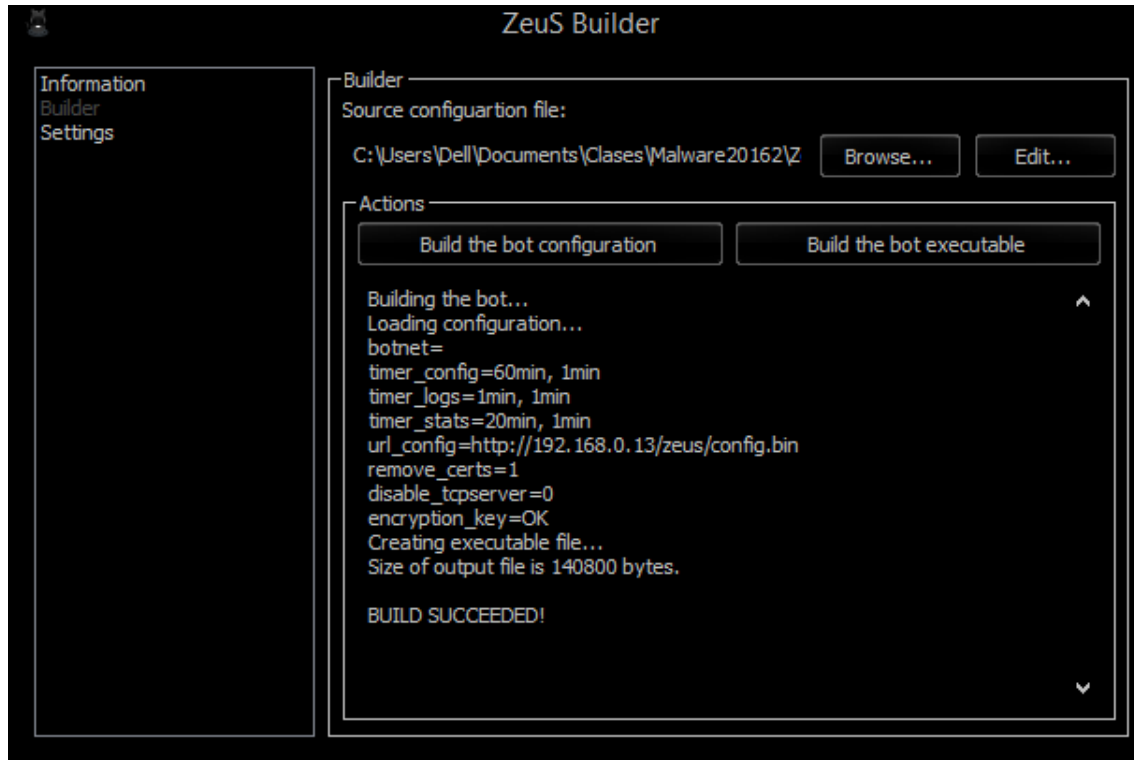 ZeuS Builder
Information
Builder
Settings
Builder
Source configuartion file:
C:\Users\Dell\Documents\Clases\Malware20162\Z
Browse...
Edit...
Actions
Build the bot configuration
Build the bot executable
Building the bot...
Loading configuration...
botnet=
timer_config=60min, 1min
timer_logs=1min, 1min
timer_stats=20min, 1min
url_config=http://192.168.0.13/zeus/config.bin
remove_certs=1
disable_tcpserver=0
encryption_key=OK
Creating executable file...
Size of output file is 140800 bytes.
BUILD SUCCEEDED!